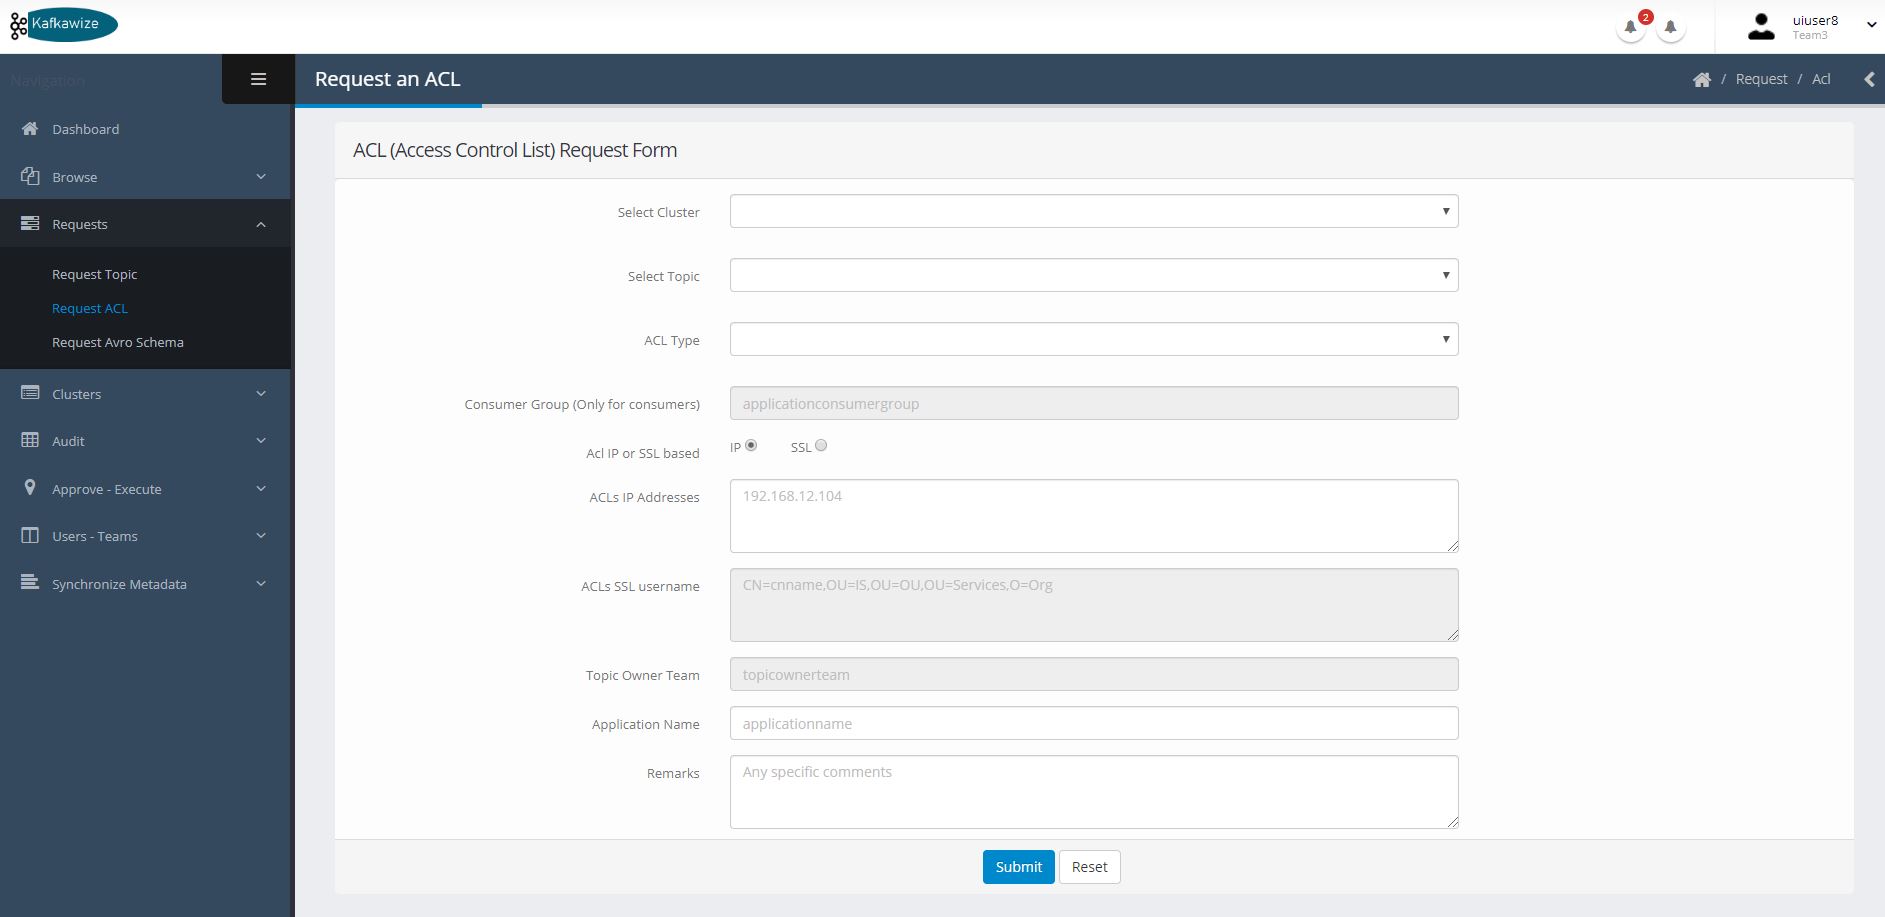 Kafkawize
2
uiuser8
Team3
Navigation
Request an ACL
/ Request / Acl
Dashboard
Browse
Requests
Request Topic
Request ACL
Request Avro Schema
Clusters
Audit
Approve - Execute
Users - Teams
Synchronize Metadata
ACL (Access Control List) Request Form
Select Cluster
Select Topic
ACL Type
Consumer Group (Only for consumers) applicationconsumergroup
Acl IP or SSL based IP SSL
ACLs IP Addresses 192.168.12.104
ACLs SSL username CN=cnname,OU=IS,OU=OU,OU=Services,O=Org
Topic Owner Team topicownerteam
Application Name applicationname
Remarks Any specific comments
Submit Reset